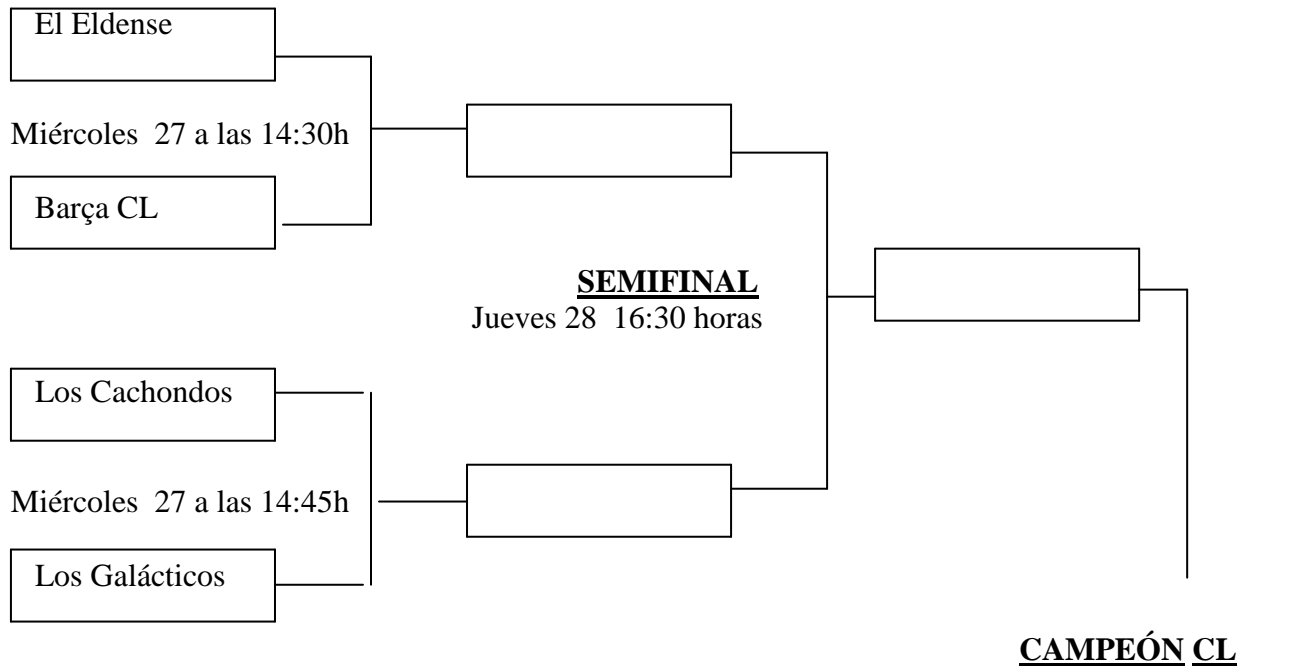 El Eldense
Miércoles 27 a las 14:30h
Barça CL
SEMIFINAL
Jueves 28 16:30 horas
Los Cachondos
Miércoles 27 a las 14:45h
Los Galácticos
CAMPEÓN CL